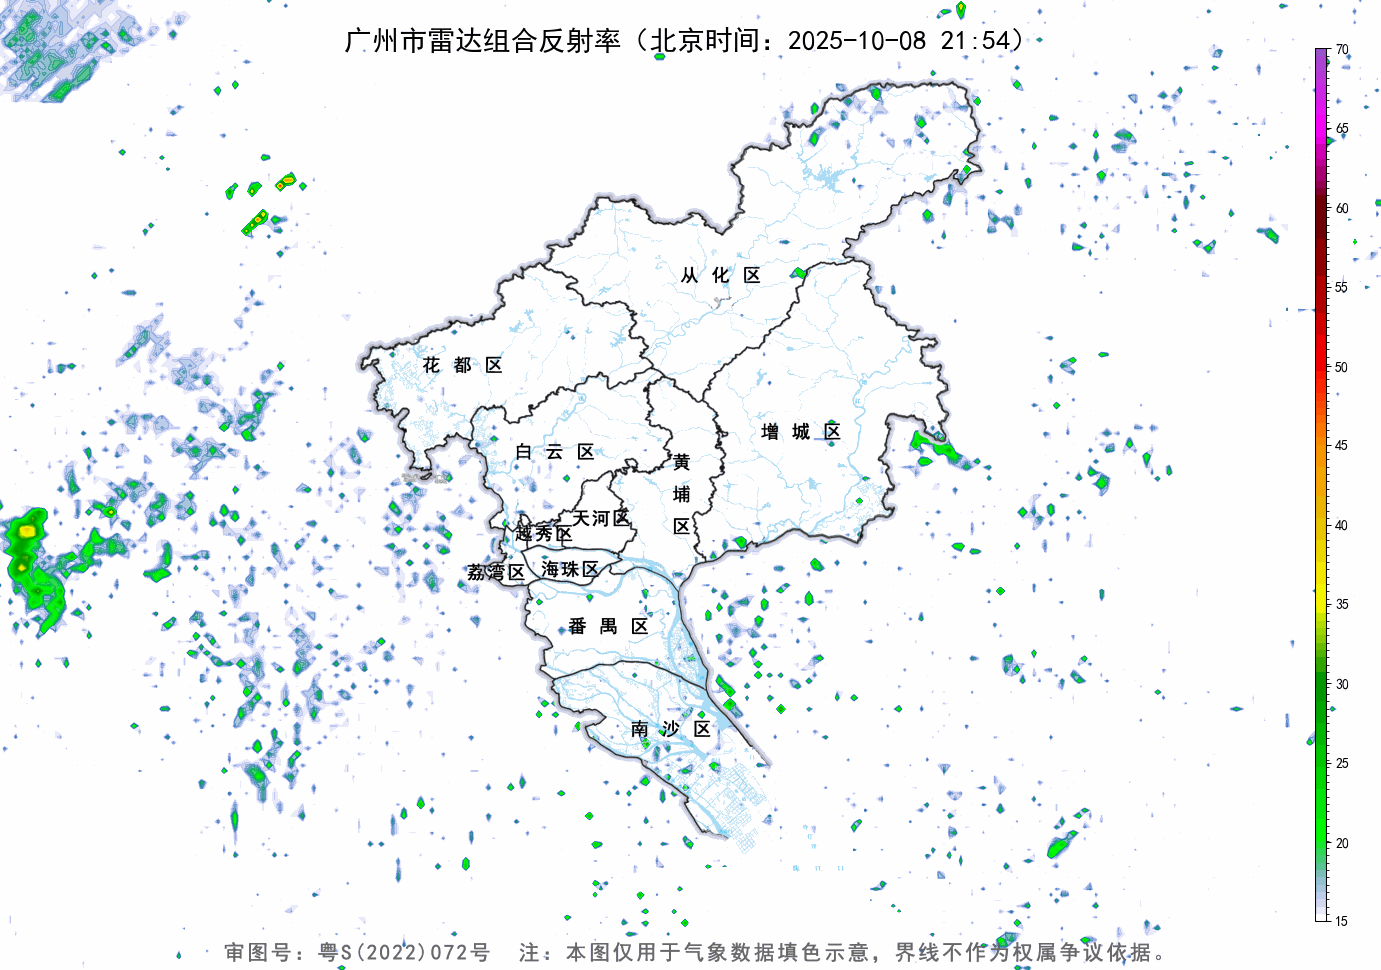 广州市雷达组合反射率（北京时间：2025-10-08 21:54）
70
65
60
55
50
45
40
35
30
25
20
15
从化区
花都区
增城区
白云区
黄埔区
天河区
越秀区
荔湾区
海珠区
番禺区
南沙区
审图号：粤S(2022)072号 注：本图仅用于气象数据填色示意，界线不作为权属争议依据。